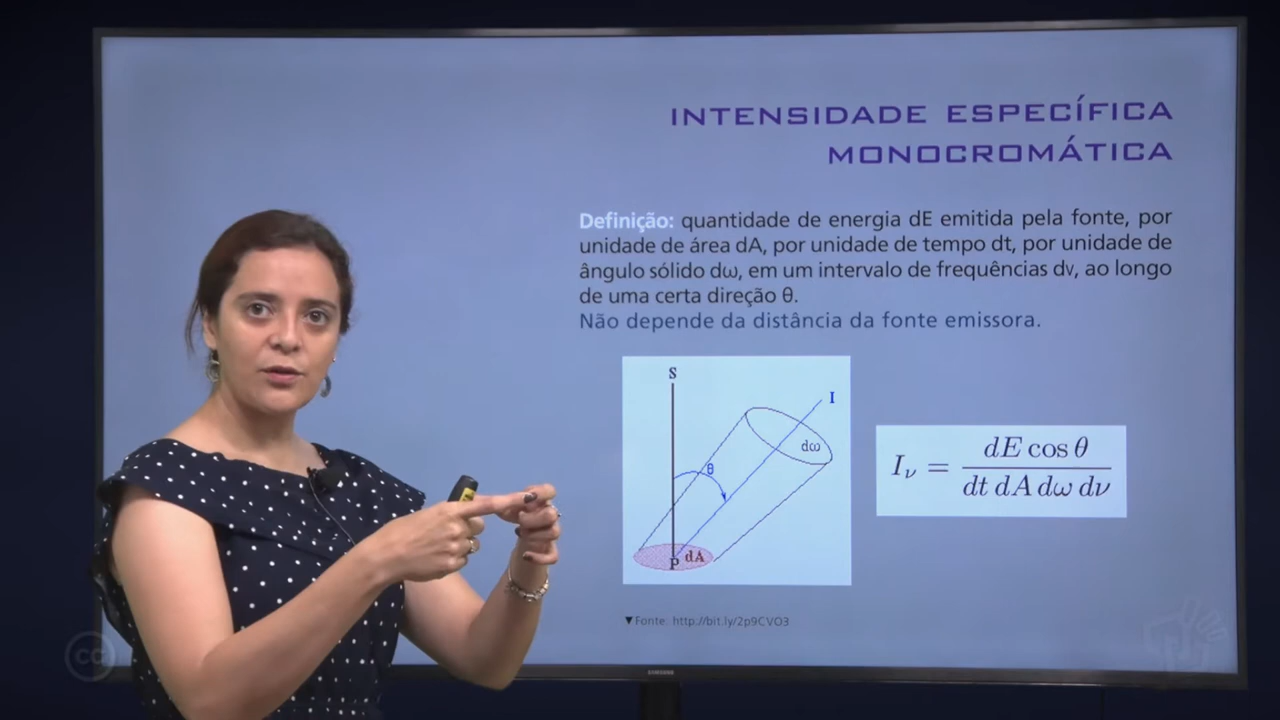 INTENSIDADE ESPECÍFICA
MONOCROMÁTICA
Definição: quantidade de energia dE emitida pela fonte, por
unidade de área dA, por unidade de tempo dt, por unidade de
ângulo sólido dω, em um intervalo de frequências dν, ao longo
de uma certa direção θ.
Não depende da distância da fonte emissora.
S
I
dω
θ
P dA
I_ν = dE cos θ / dt dA dω dν
▼Fonte: http://bit.ly/2p9CVO3
SAMSUNG
cc